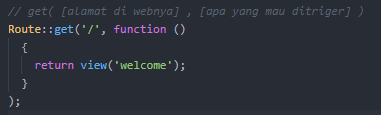 // get( [alamat di webnya] , [apa yang mau ditriger] )
Route::get('/', function ()
{
return view('welcome');
}
);